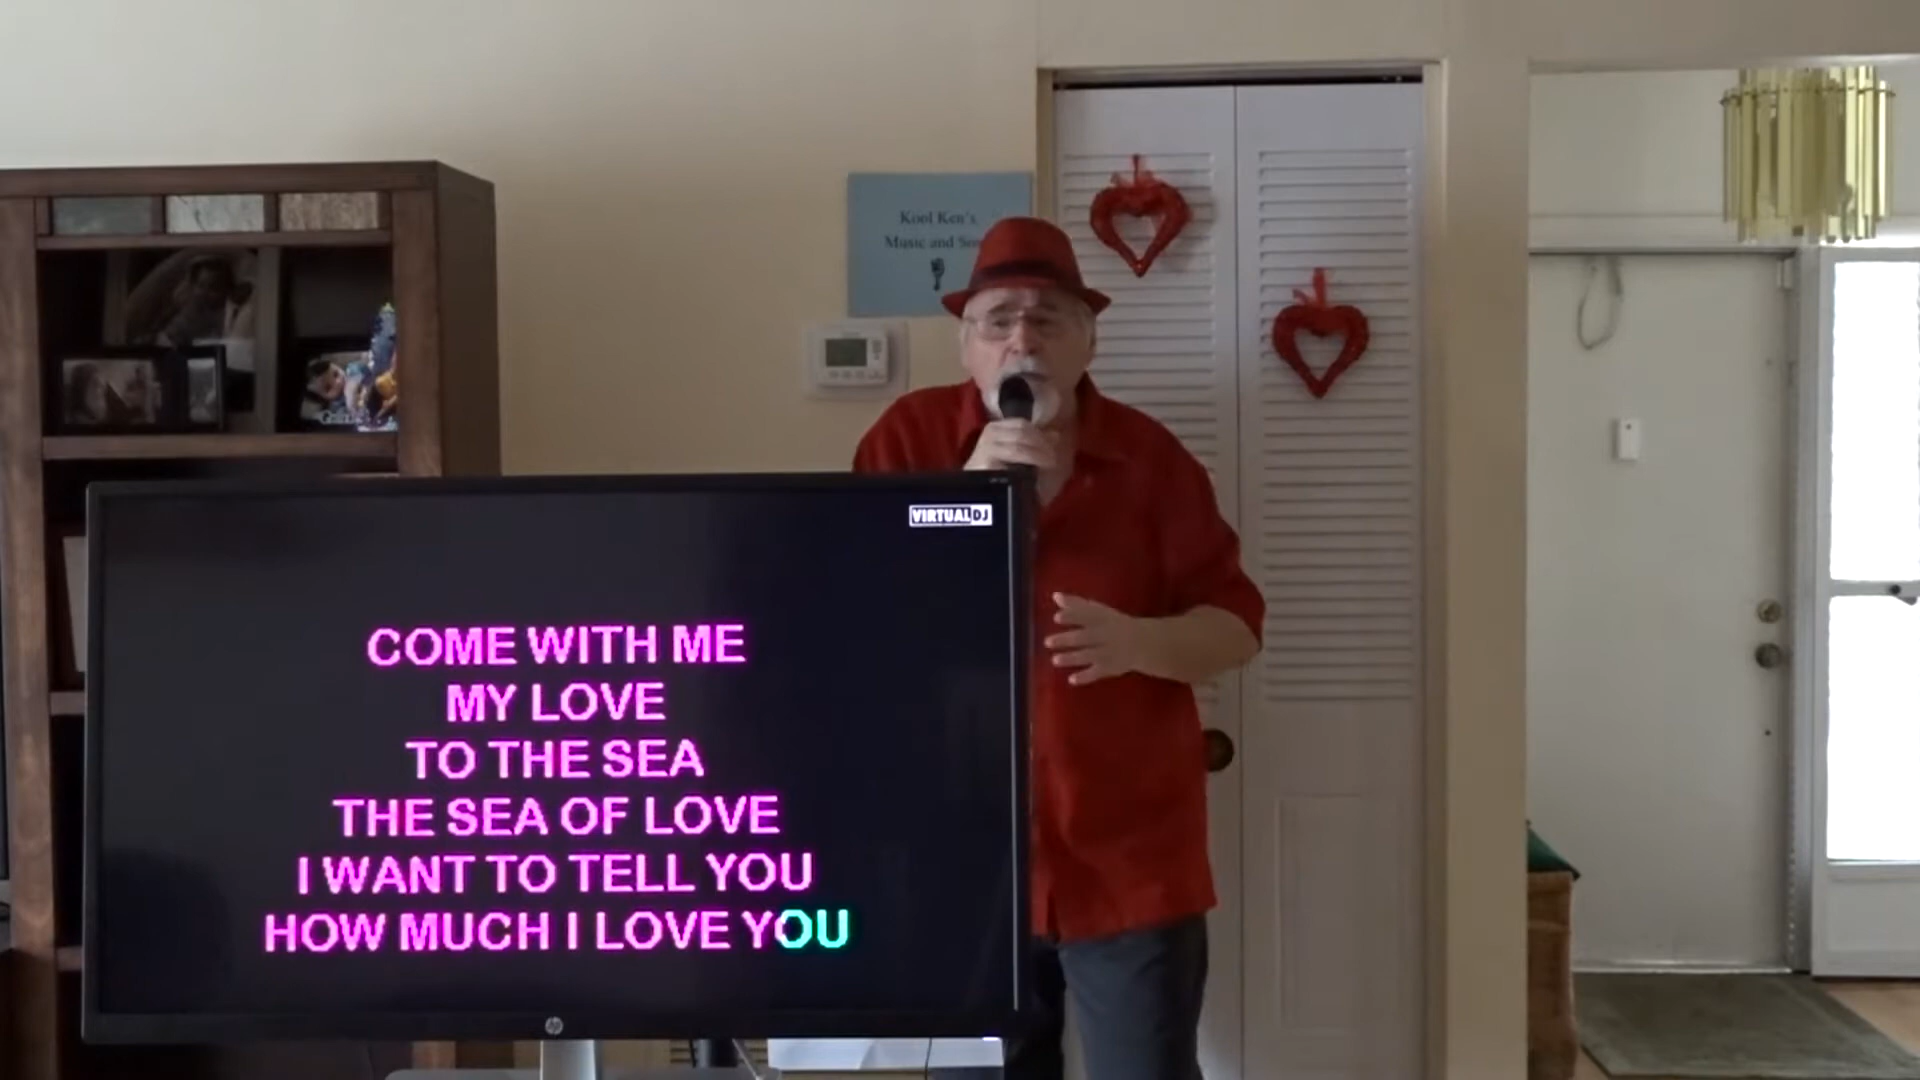 Kool Ken's
Music and
VIRTUALDJ
COME WITH ME
MY LOVE
TO THE SEA
THE SEA OF LOVE
I WANT TO TELL YOU
HOW MUCH I LOVE YOU
hp